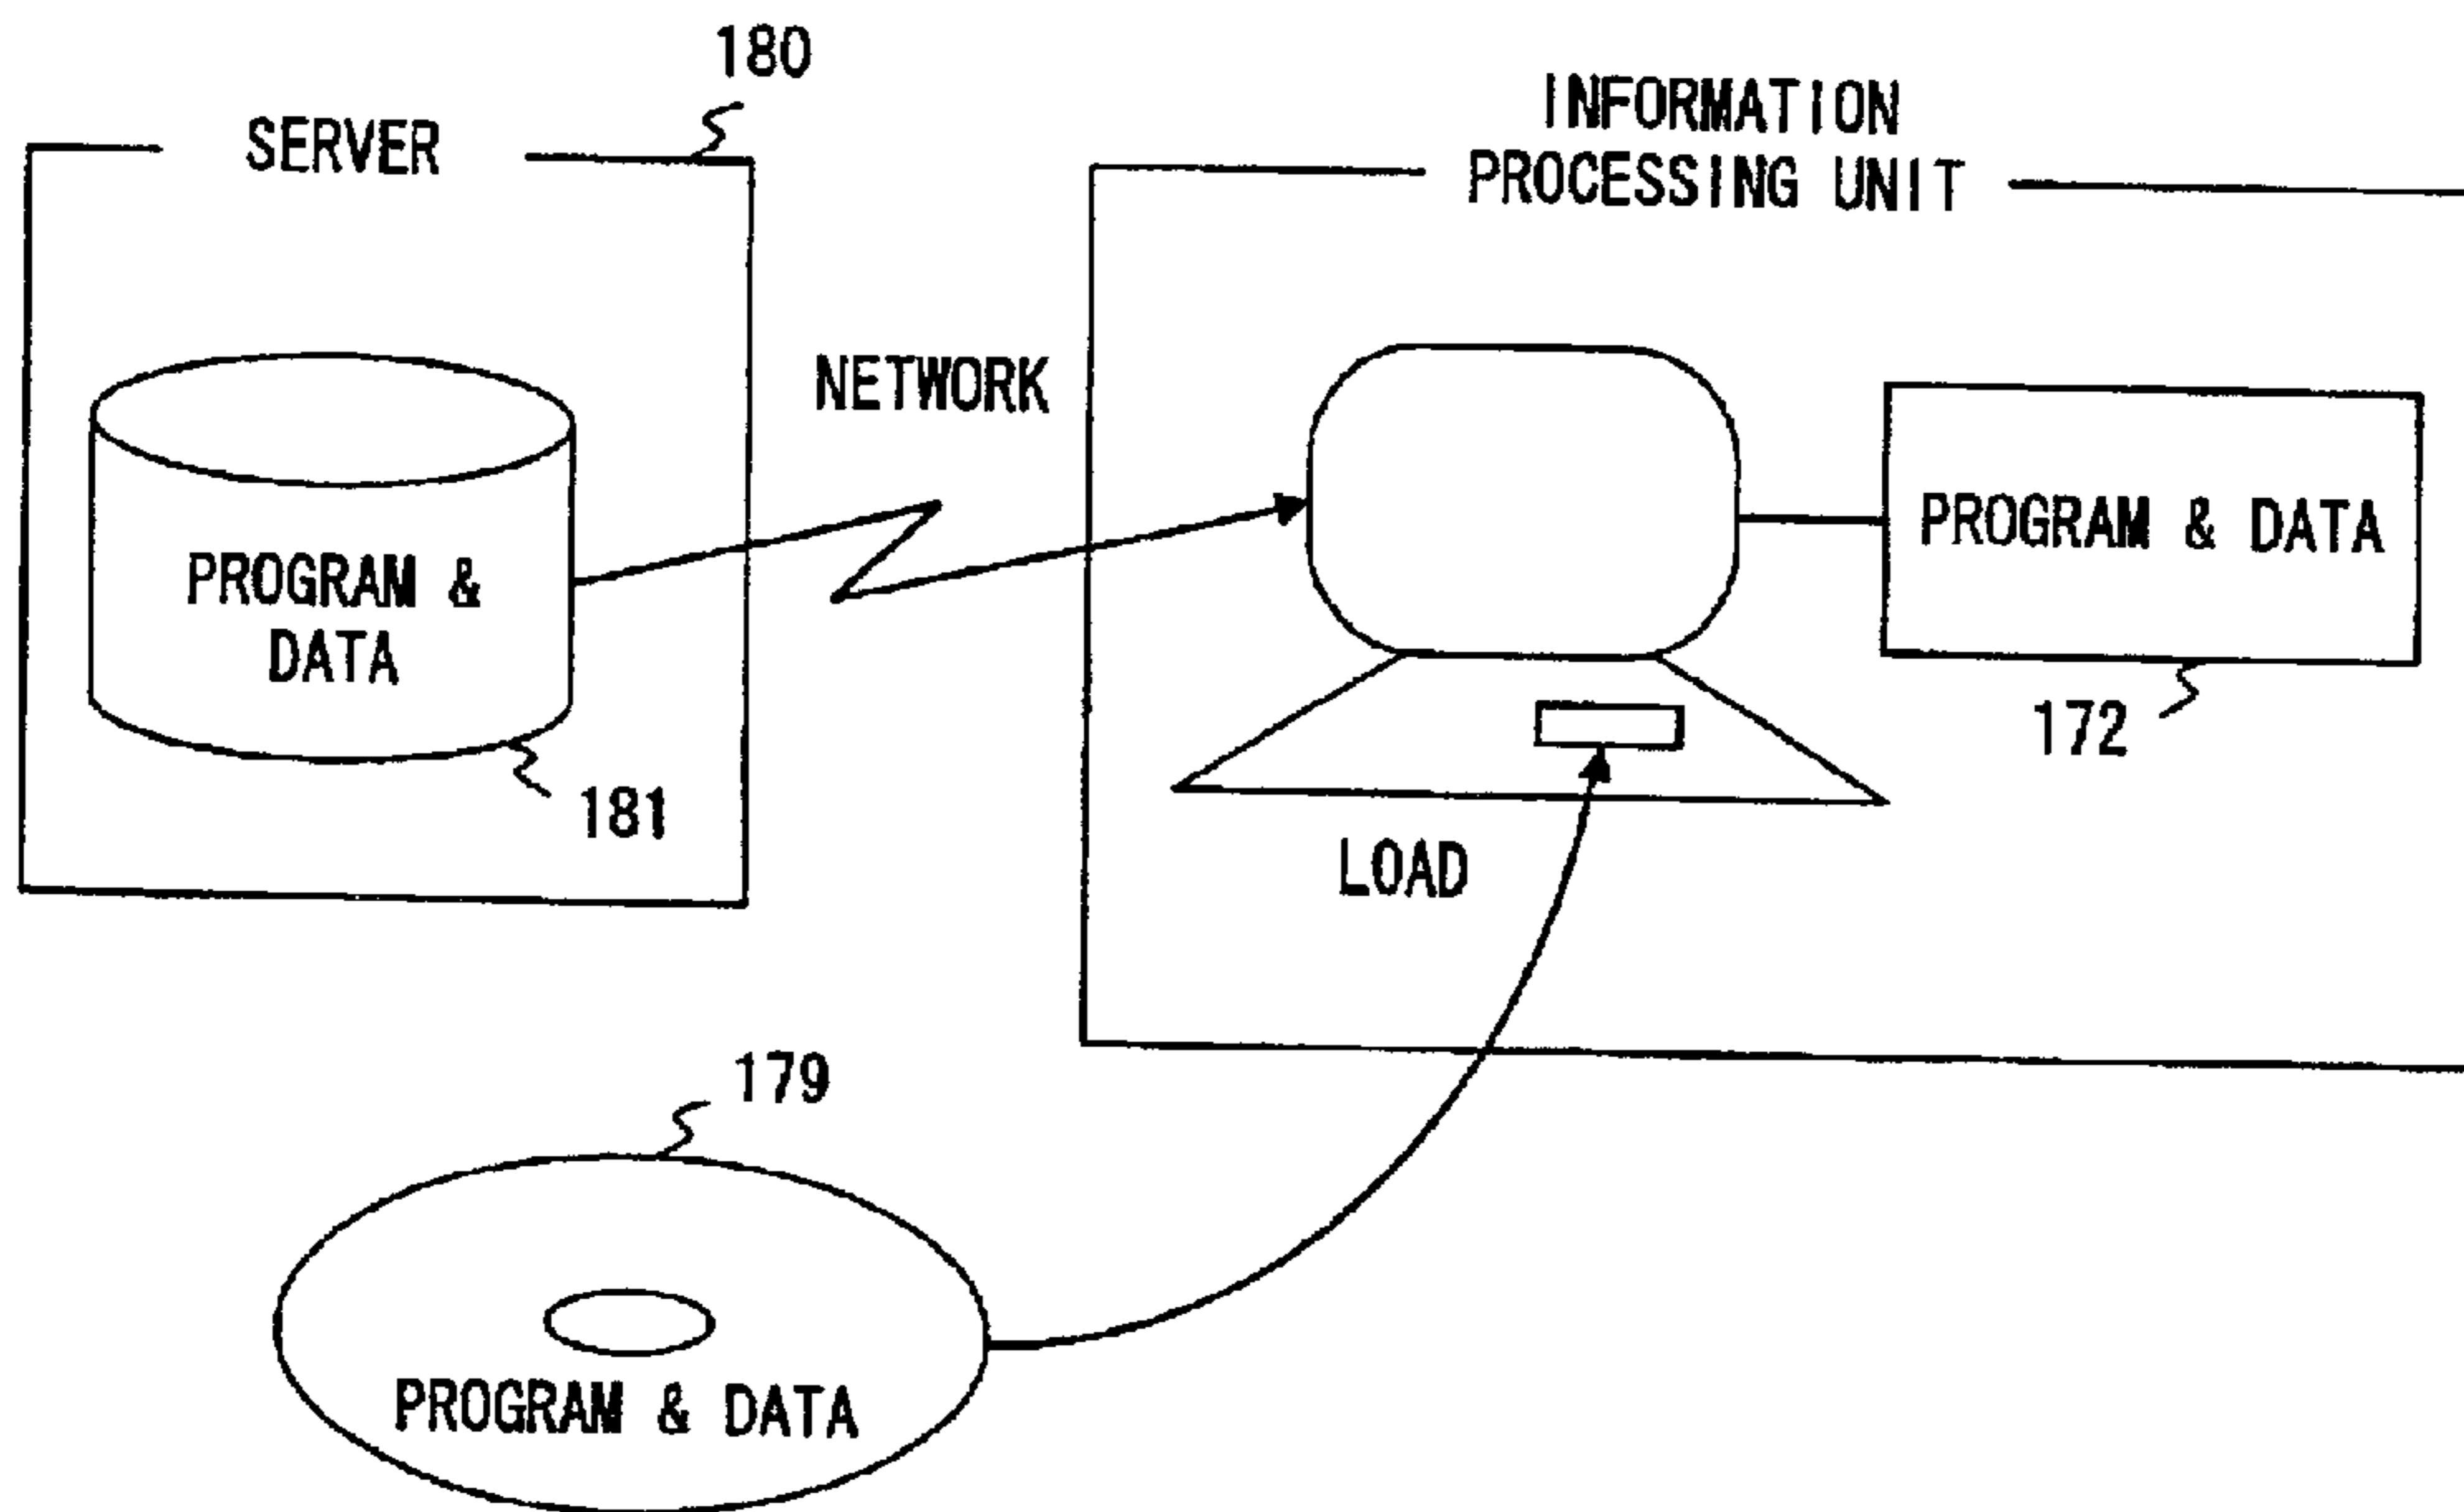 180
SERVER
INFORMATION
PROCESSING UNIT
NETWORK
PROGRAM &
DATA
181
PROGRAM & DATA
172
LOAD
179
PROGRAM & DATA